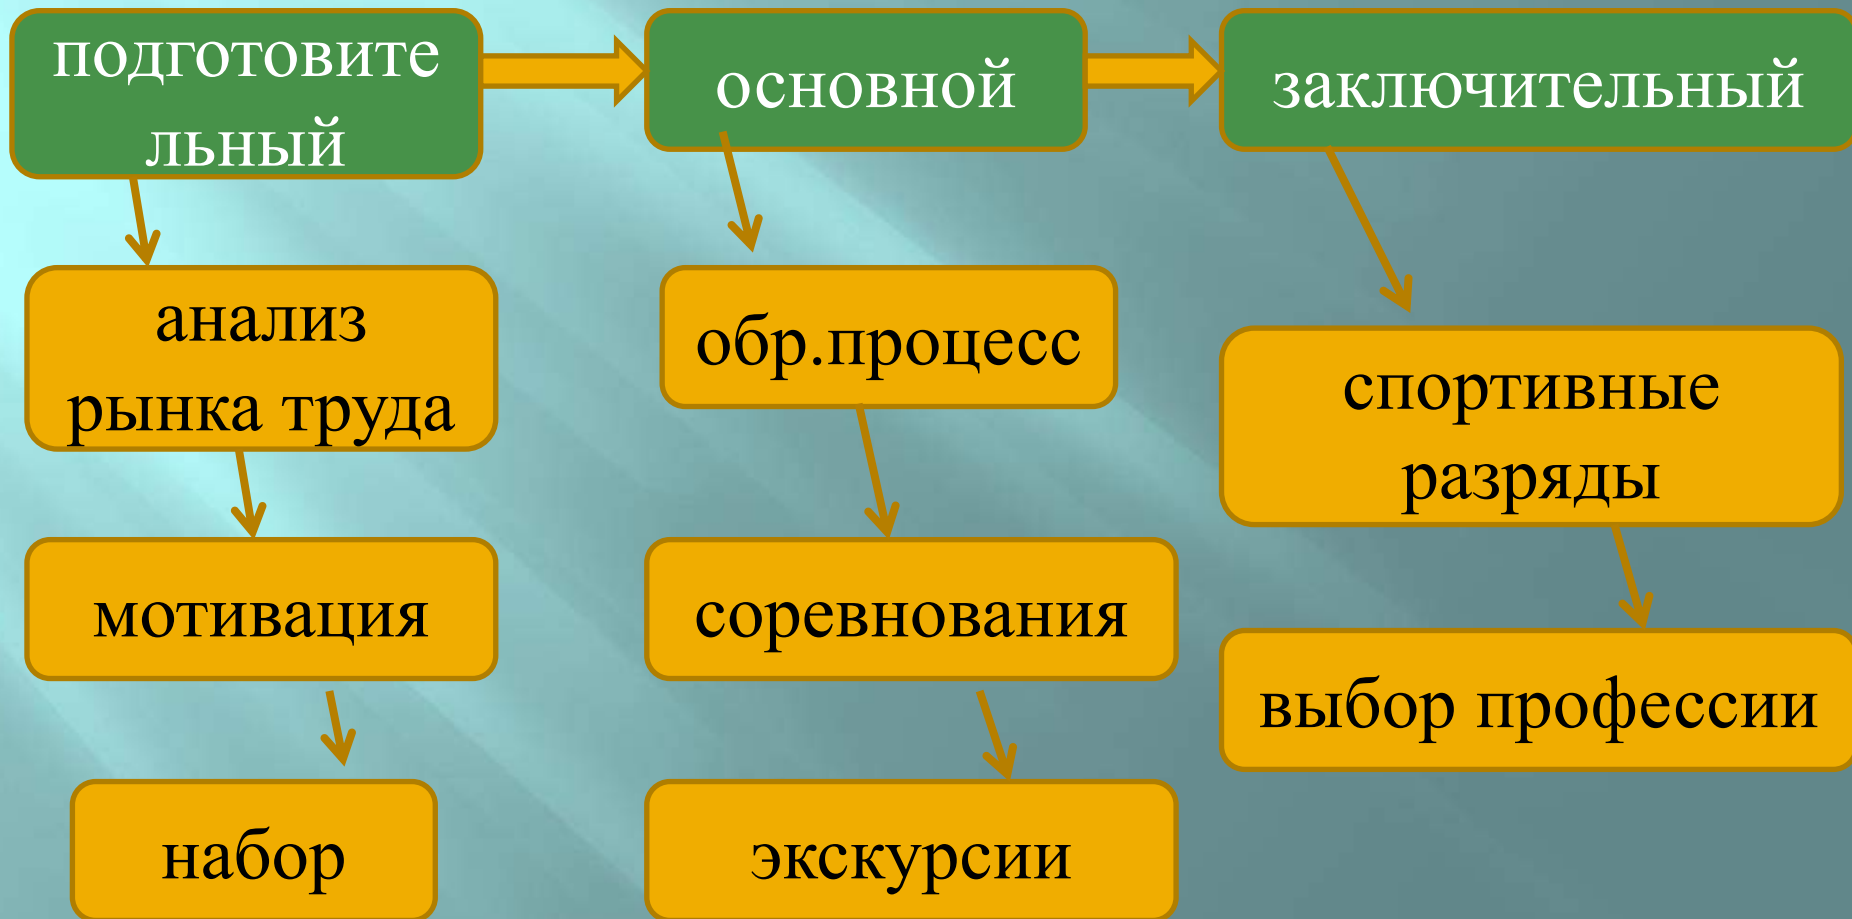 подготовите
льный
основной
заключительный
анализ
рынка труда
мотивация
набор
обр.процесс
соревнования
экскурсии
спортивные
разряды
выбор профессии